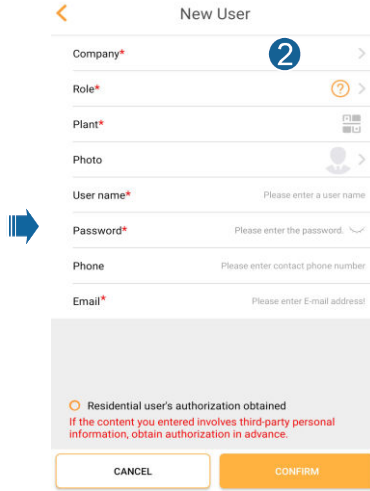 New User
Company*
2
Role*
?
Plant*
Photo
User name*
Please enter a user name
Password*
Please enter the password.
Phone
Please enter contact phone number
Email*
Please enter E-mail address!
Residential user's authorization obtained
If the content you entered involves third-party personal
information, obtain authorization in advance.
CANCEL
CONFIRM